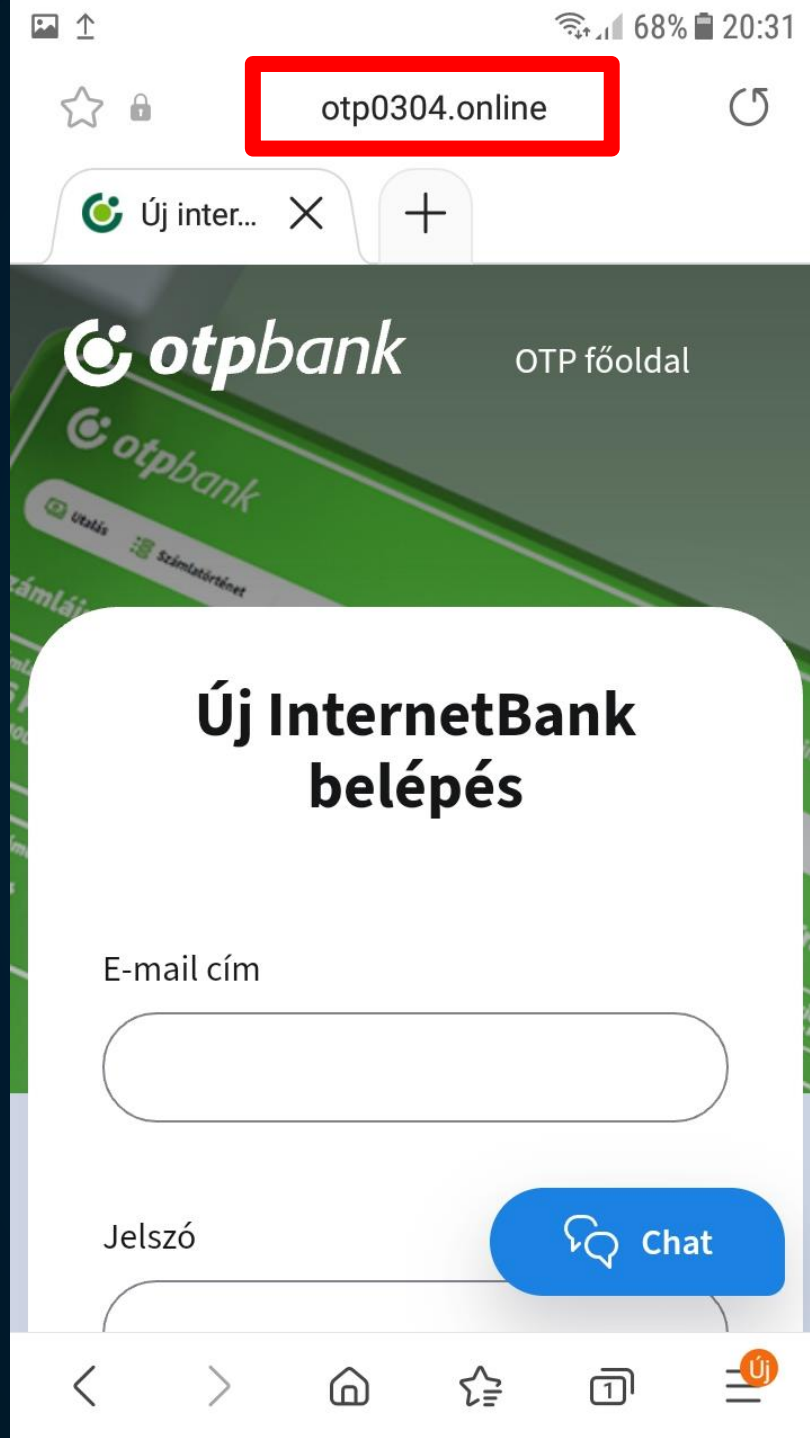 68% 20:31
otp0304.online
Új inter...
otpbank OTP főoldal
otpbank
Utalás Számlatörténet
Új InternetBank
belépés
E-mail cím
Jelszó
Chat
1
Új